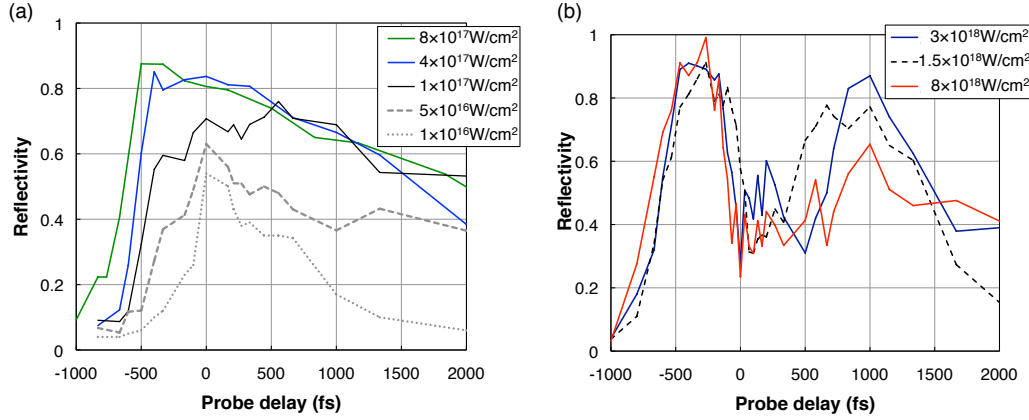 (a)
1
0.8
0.6
0.4
0.2
0
Reflectivity
-1000 -500 0 500 1000 1500 2000
Probe delay (fs)
8×10¹⁷W/cm²
4×10¹⁷W/cm²
1×10¹⁷W/cm²
5×10¹⁶W/cm²
1×10¹⁶W/cm²
(b)
1
0.8
0.6
0.4
0.2
0
Reflectivity
-1000 -500 0 500 1000 1500 2000
Probe delay (fs)
3×10¹⁸W/cm²
1.5×10¹⁸W/cm²
8×10¹⁸W/cm²